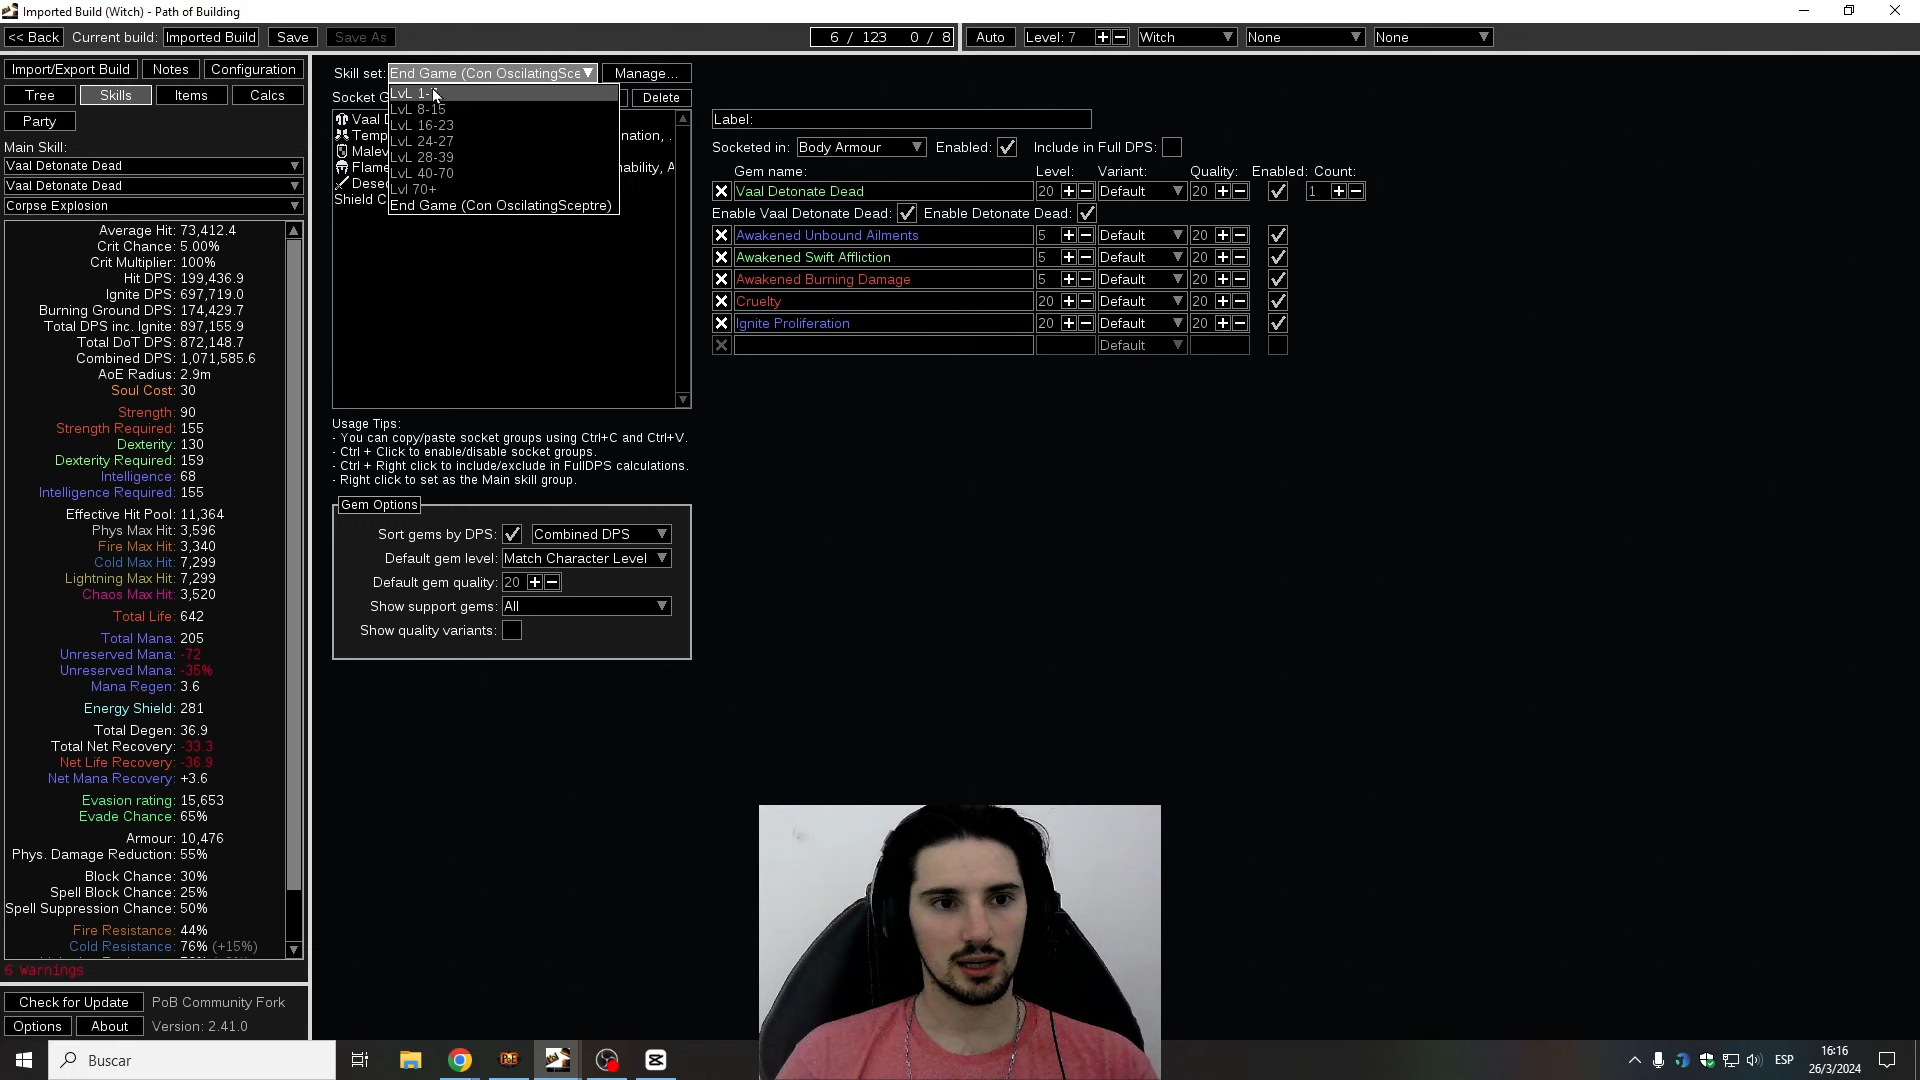 Imported Build (Witch) - Path of Building
<< Back Current build: Imported Build Save Save As 6 / 123 0 / 8 Auto Level: 7 Witch None None
Import/Export Build Notes Configuration
Tree Skills Items Calcs
Party
Main Skill:
Vaal Detonate Dead
Vaal Detonate Dead
Corpse Explosion
Average Hit: 73,412.4
Crit Chance: 5.00%
Crit Multiplier: 100%
Hit DPS: 199,436.9
Ignite DPS: 697,719.0
Burning Ground DPS: 174,429.7
Total DPS inc. Ignite: 897,155.9
Total DoT DPS: 872,148.7
Combined DPS: 1,071,585.6
AoE Radius: 2.9m
Soul Cost: 30
Strength: 90
Strength Required: 155
Dexterity: 130
Dexterity Required: 159
Intelligence: 68
Intelligence Required: 155
Effective Hit Pool: 11,364
Phys Max Hit: 3,596
Fire Max Hit: 3,340
Cold Max Hit: 7,299
Lightning Max Hit: 7,299
Chaos Max Hit: 3,520
Total Life: 642
Total Mana: 205
Unreserved Mana: -72
Unreserved Mana: -35%
Mana Regen: 3.6
Energy Shield: 281
Total Degen: 36.9
Total Net Recovery: -33.3
Net Life Recovery: -36.9
Net Mana Recovery: +3.6
Evasion rating: 15,653
Evade Chance: 65%
Armour: 10,476
Phys. Damage Reduction: 55%
Block Chance: 30%
Spell Block Chance: 25%
Spell Suppression Chance: 50%
Fire Resistance: 44%
Cold Resistance: 76% (+15%)
6 Warnings
Check for Update PoB Community Fork
Options About Version: 2.41.0
Skill set: End Game (Con OscilatingSce Manage...
Socket G Delete
LvL 1-
LvL 8-15
LvL 16-23
LvL 24-27
LvL 28-39
LvL 40-70
Lvl 70+
End Game (Con OscilatingSceptre)
Vaal
Temp nation, .
Malev
Flame ability, A
Dese
Shield C
Usage Tips:
- You can copy/paste socket groups using Ctrl+C and Ctrl+V.
- Ctrl + Click to enable/disable socket groups.
- Ctrl + Right click to include/exclude in FullDPS calculations.
- Right click to set as the Main skill group.
Gem Options
Sort gems by DPS: Combined DPS
Default gem level: Match Character Level
Default gem quality: 20
Show support gems: All
Show quality variants:
Label:
Socketed in: Body Armour Enabled: Include in Full DPS:
Gem name: Level: Variant: Quality: Enabled: Count:
Vaal Detonate Dead 20 Default 20 1
Enable Vaal Detonate Dead: Enable Detonate Dead:
Awakened Unbound Ailments 5 Default 20
Awakened Swift Affliction 5 Default 20
Awakened Burning Damage 5 Default 20
Cruelty 20 Default 20
Ignite Proliferation 20 Default 20
Default
Buscar
ESP
16:16
26/3/2024